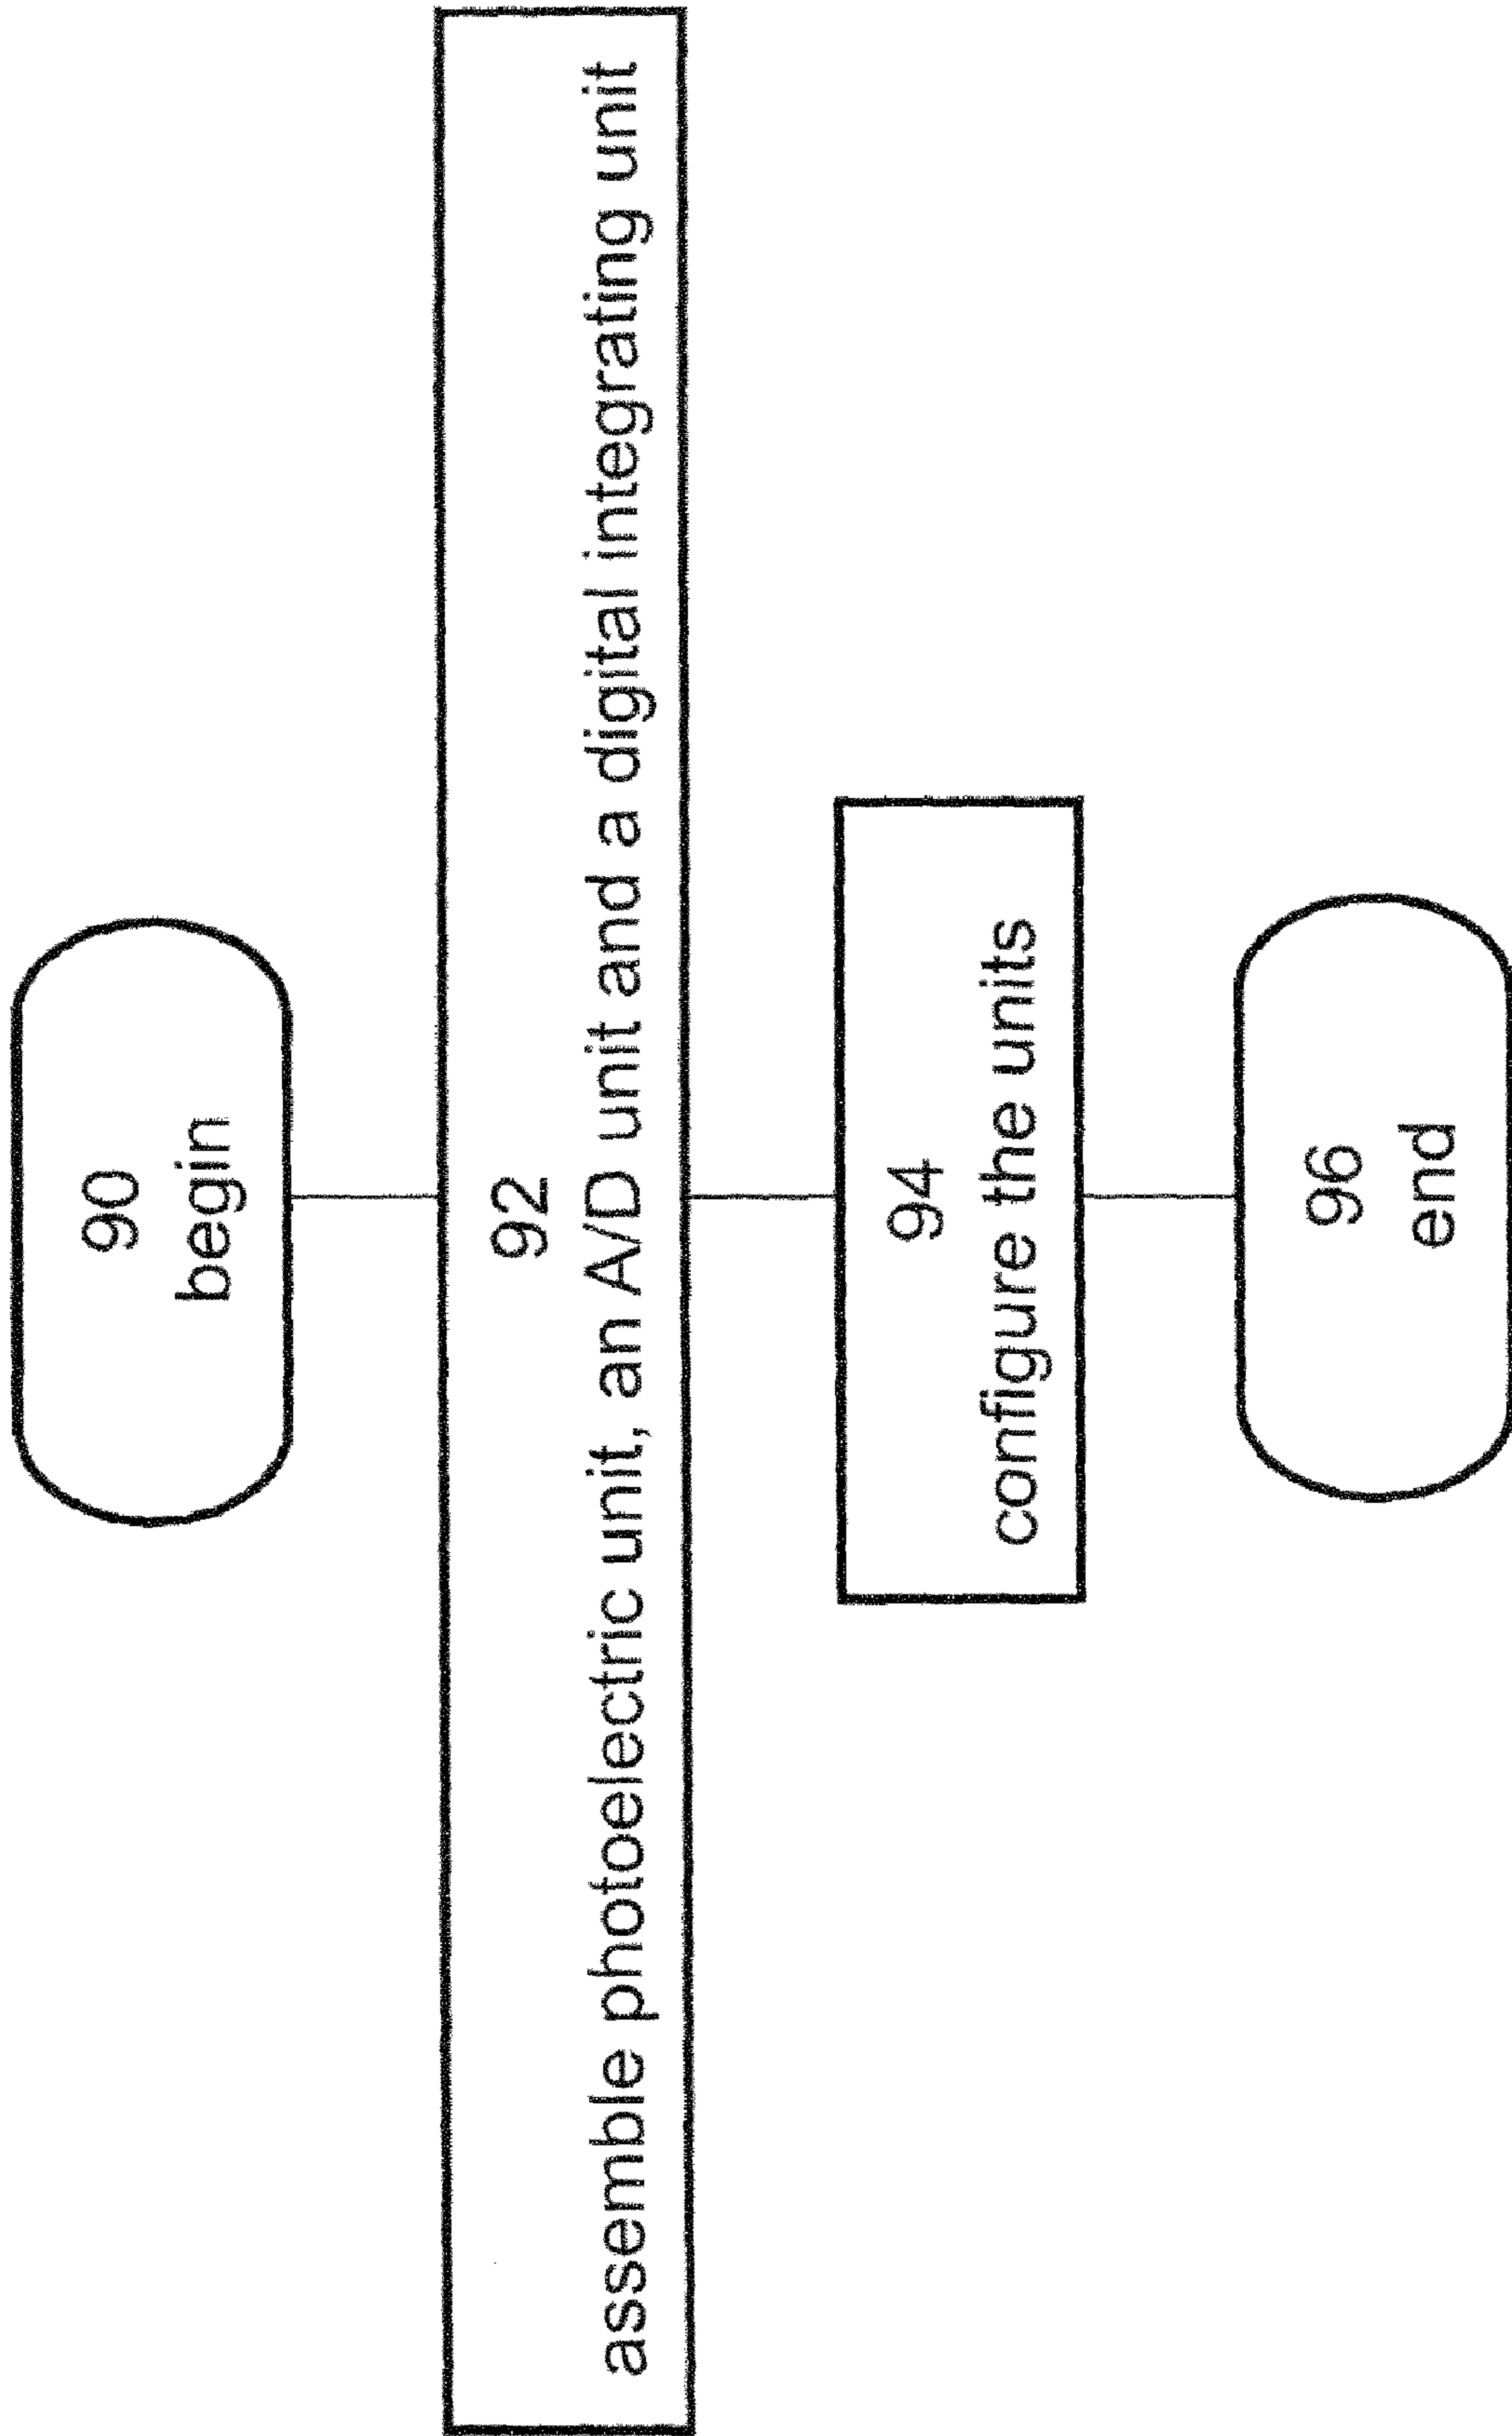 90
begin
92
assemble photoelectric unit, an A/D unit and a digital integrating unit
94
configure the units
96
end